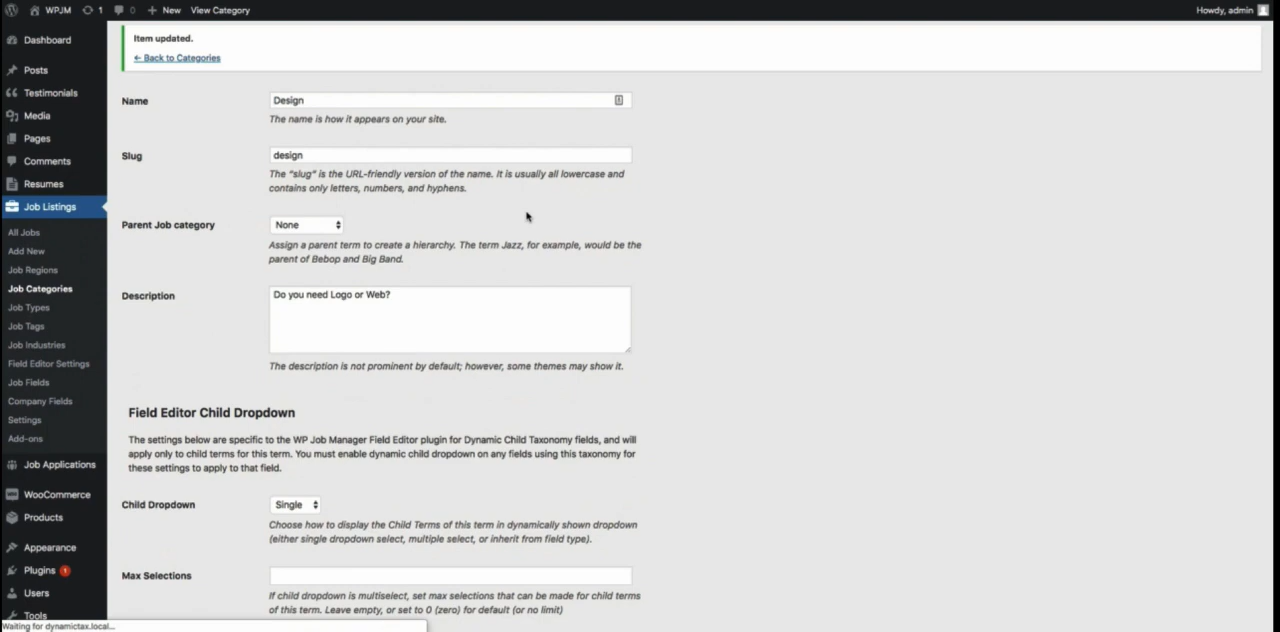 WPJM 1 0 New View Category Howdy, admin
Dashboard
Posts
Testimonials
Media
Pages
Comments
Resumes
Job Listings
All Jobs
Add New
Job Regions
Job Categories
Job Types
Job Tags
Job Industries
Field Editor Settings
Job Fields
Company Fields
Settings
Add-ons
Job Applications
WooCommerce
Products
Appearance
Plugins 1
Users
Tools
Item updated.
← Back to Categories
Name Design
The name is how it appears on your site.
Slug design
The "slug" is the URL-friendly version of the name. It is usually all lowercase and
contains only letters, numbers, and hyphens.
Parent Job category None
Assign a parent term to create a hierarchy. The term Jazz, for example, would be the
parent of Bebop and Big Band.
Description Do you need Logo or Web?
The description is not prominent by default; however, some themes may show it.
Field Editor Child Dropdown
The settings below are specific to the WP Job Manager Field Editor plugin for Dynamic Child Taxonomy fields, and will
apply only to child terms for this term. You must enable dynamic child dropdown on any fields using this taxonomy for
these settings to apply to that field.
Child Dropdown Single
Choose how to display the Child Terms of this term in dynamically shown dropdown
(either single dropdown select, multiple select, or inherit from field type).
Max Selections
If child dropdown is multiselect, set max selections that can be made for child terms
of this term. Leave empty, or set to 0 (zero) for default (or no limit)
Waiting for dynamictax.local...